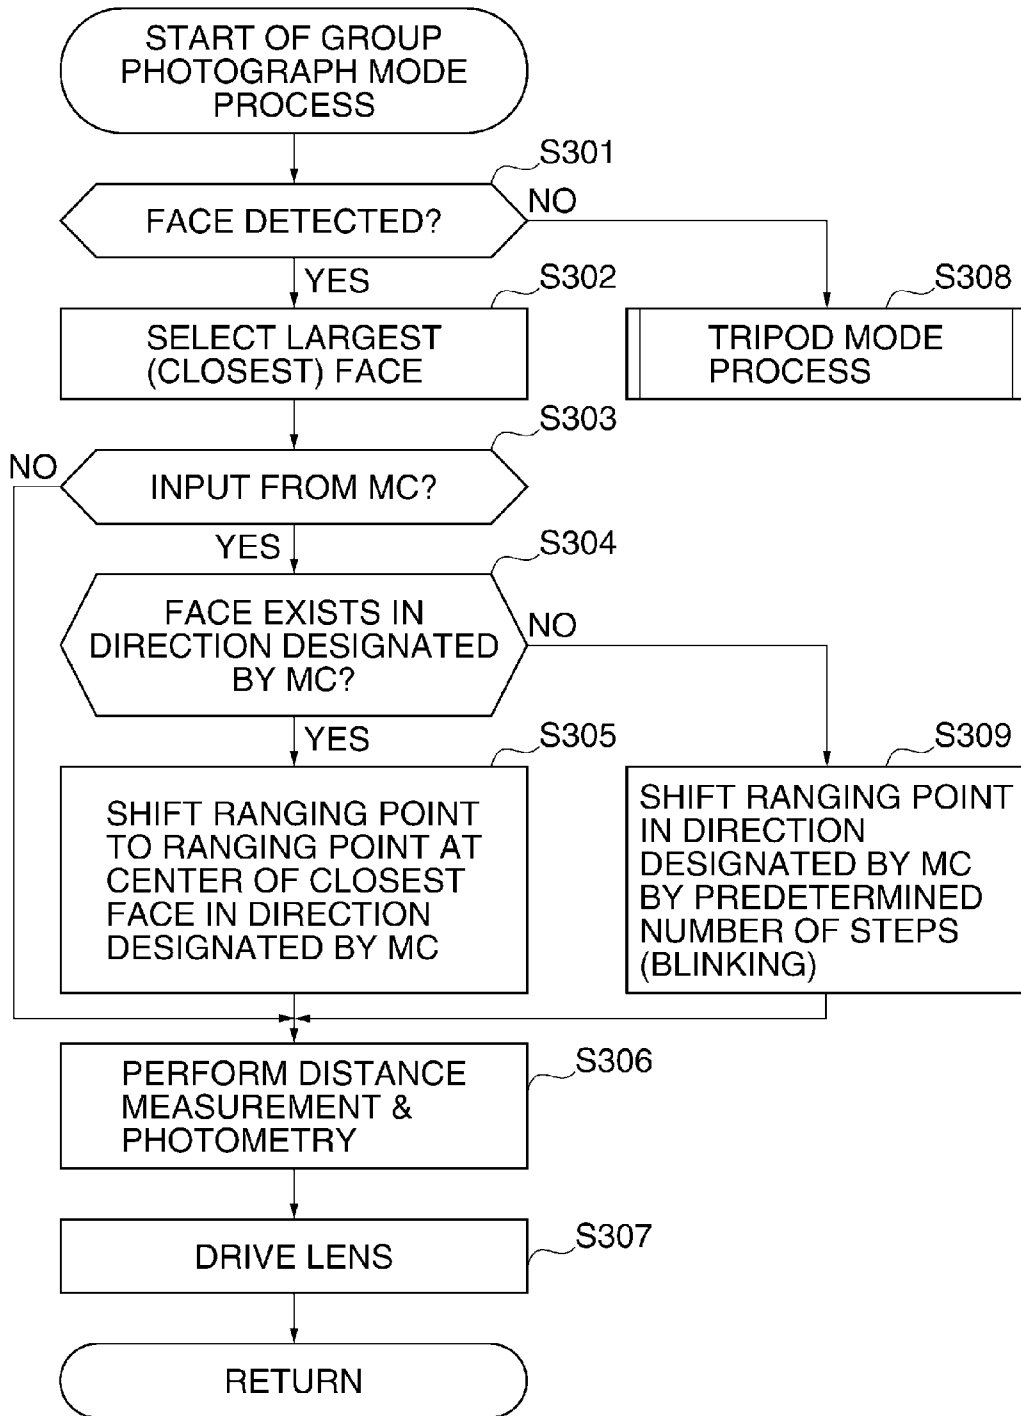 START OF GROUP
PHOTOGRAPH MODE
PROCESS
S301
FACE DETECTED?
NO
YES
S302
SELECT LARGEST
(CLOSEST) FACE
S308
TRIPOD MODE
PROCESS
S303
NO
INPUT FROM MC?
YES
S304
FACE EXISTS IN
DIRECTION DESIGNATED
BY MC?
NO
YES
S305
SHIFT RANGING POINT
TO RANGING POINT AT
CENTER OF CLOSEST
FACE IN DIRECTION
DESIGNATED BY MC
S309
SHIFT RANGING POINT
IN DIRECTION
DESIGNATED BY MC
BY PREDETERMINED
NUMBER OF STEPS
(BLINKING)
PERFORM DISTANCE
MEASUREMENT &
PHOTOMETRY
S306
DRIVE LENS
S307
RETURN